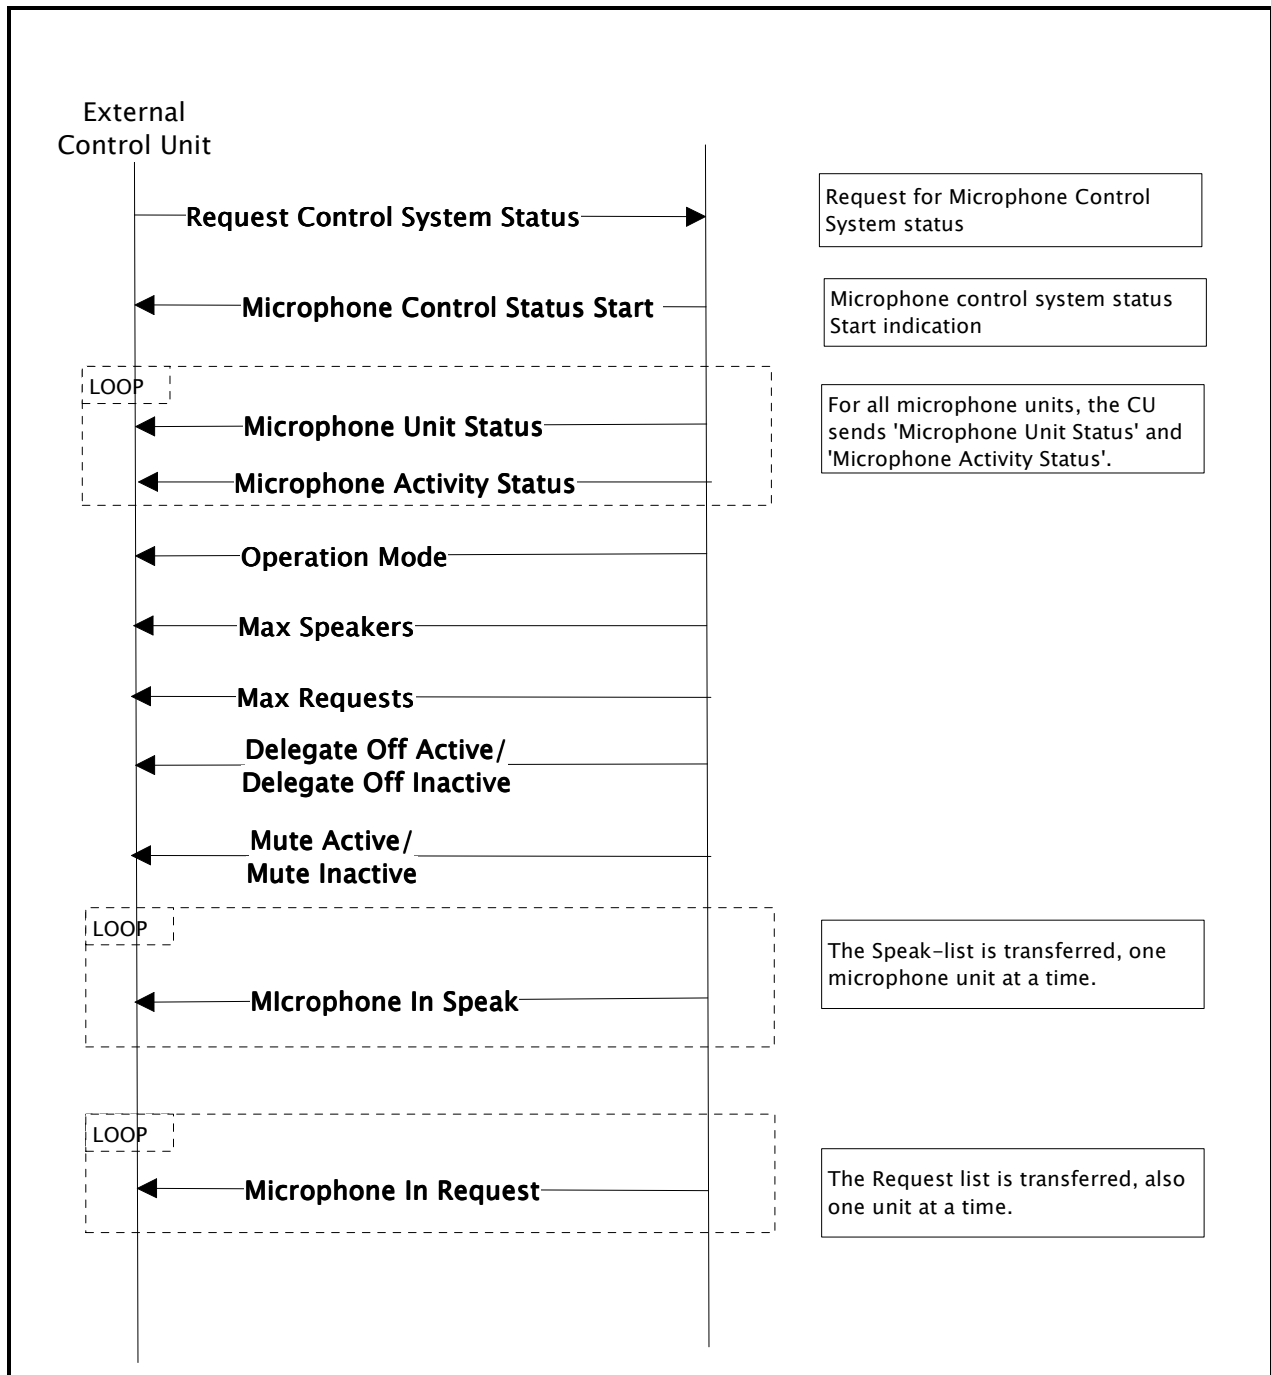 External
Control Unit
Request Control System Status
Request for Microphone Control
System status
Microphone Control Status Start
Microphone control system status
Start indication
LOOP
Microphone Unit Status
For all microphone units, the CU
sends 'Microphone Unit Status' and
'Microphone Activity Status'.
Microphone Activity Status
Operation Mode
Max Speakers
Max Requests
Delegate Off Active/
Delegate Off Inactive
Mute Active/
Mute Inactive
LOOP
The Speak-list is transferred, one
microphone unit at a time.
MIcrophone In Speak
LOOP
The Request list is transferred, also
one unit at a time.
Microphone In Request